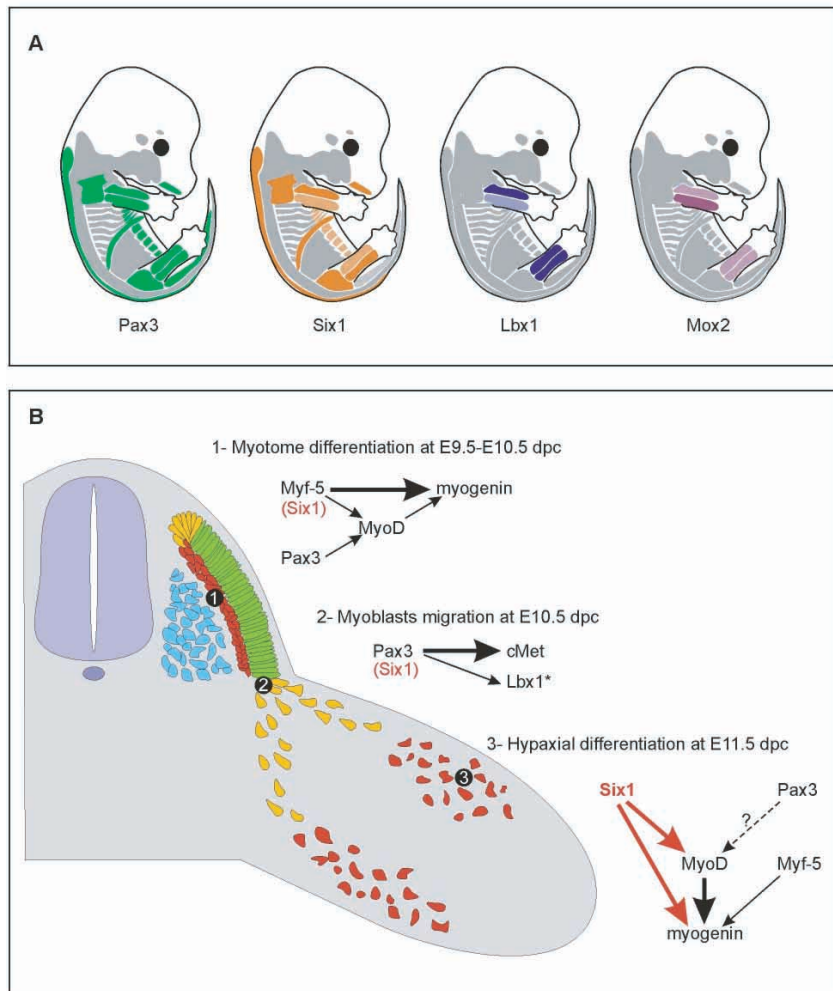 A
Pax3
Six1
Lbx1
Mox2
B
1- Myotome differentiation at E9.5-E10.5 dpc
Myf-5
myogenin
(Six1)
MyoD
Pax3
1
2- Myoblasts migration at E10.5 dpc
Pax3
cMet
(Six1)
Lbx1*
2
3- Hypaxial differentiation at E11.5 dpc
3
Six1
Pax3
?
MyoD
Myf-5
myogenin